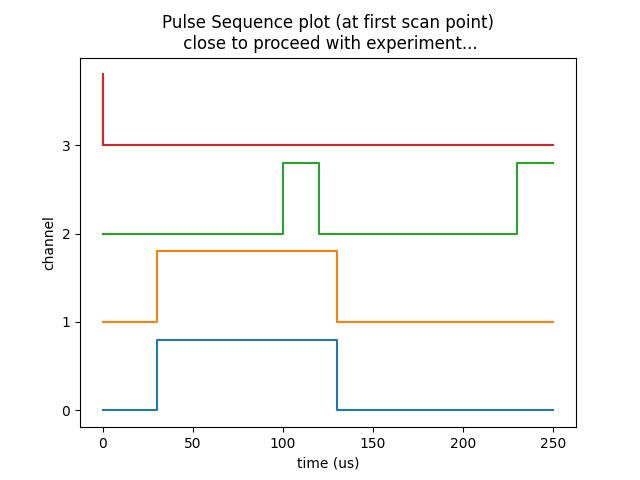 Pulse Sequence plot (at first scan point)
close to proceed with experiment...
channel
3
2
1
0
0 50 100 150 200 250
time (us)